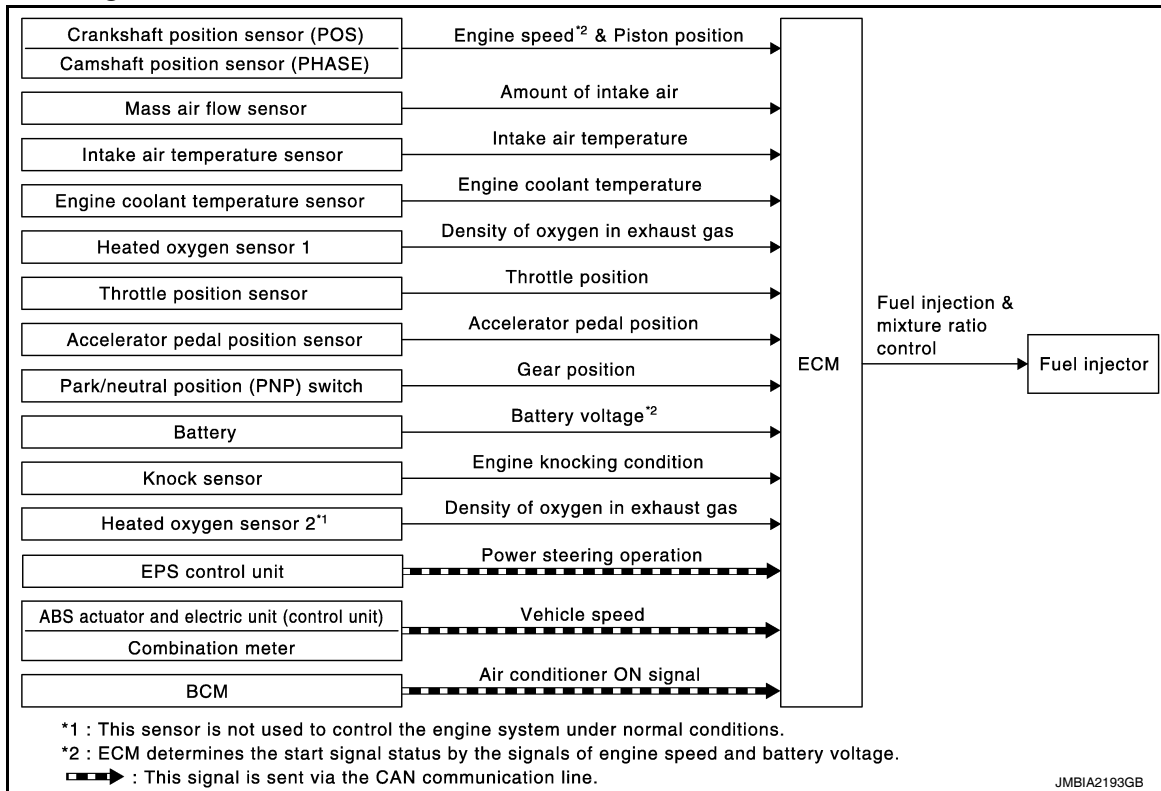 Crankshaft position sensor (POS)
Camshaft position sensor (PHASE)
Engine speed*2 & Piston position
Mass air flow sensor
Amount of intake air
Intake air temperature sensor
Intake air temperature
Engine coolant temperature sensor
Engine coolant temperature
Heated oxygen sensor 1
Density of oxygen in exhaust gas
Throttle position sensor
Throttle position
Accelerator pedal position sensor
Accelerator pedal position
Park/neutral position (PNP) switch
Gear position
Battery
Battery voltage*2
Knock sensor
Engine knocking condition
Heated oxygen sensor 2*1
Density of oxygen in exhaust gas
EPS control unit
Power steering operation
ABS actuator and electric unit (control unit)
Combination meter
Vehicle speed
BCM
Air conditioner ON signal
ECM
Fuel injection &
mixture ratio
control
Fuel injector
*1 : This sensor is not used to control the engine system under normal conditions.
*2 : ECM determines the start signal status by the signals of engine speed and battery voltage.
: This signal is sent via the CAN communication line.
JMBIA2193GB